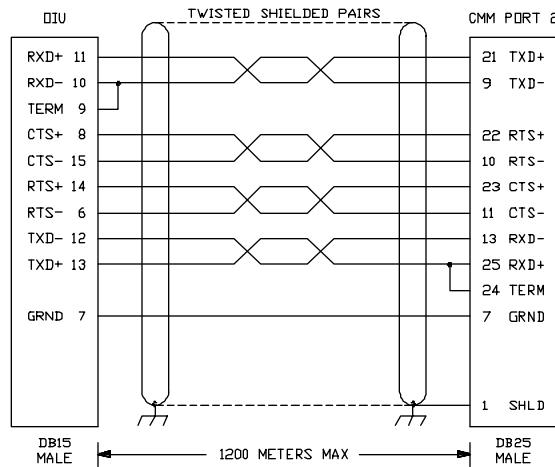 OIU TWISTED SHIELDED PAIRS CMM PORT 2
RXD+ 11 21 TXD+
RXD- 10 9 TXD-
TERM 9
CTS+ 8 22 RTS+
CTS- 15 10 RTS-
RTS+ 14 23 CTS+
RTS- 6 11 CTS-
TXD- 12 13 RXD-
TXD+ 13 25 RXD+
24 TERM
GRND 7 7 GRND
1 SHLD
DB15 MALE
1200 METERS MAX
DB25 MALE